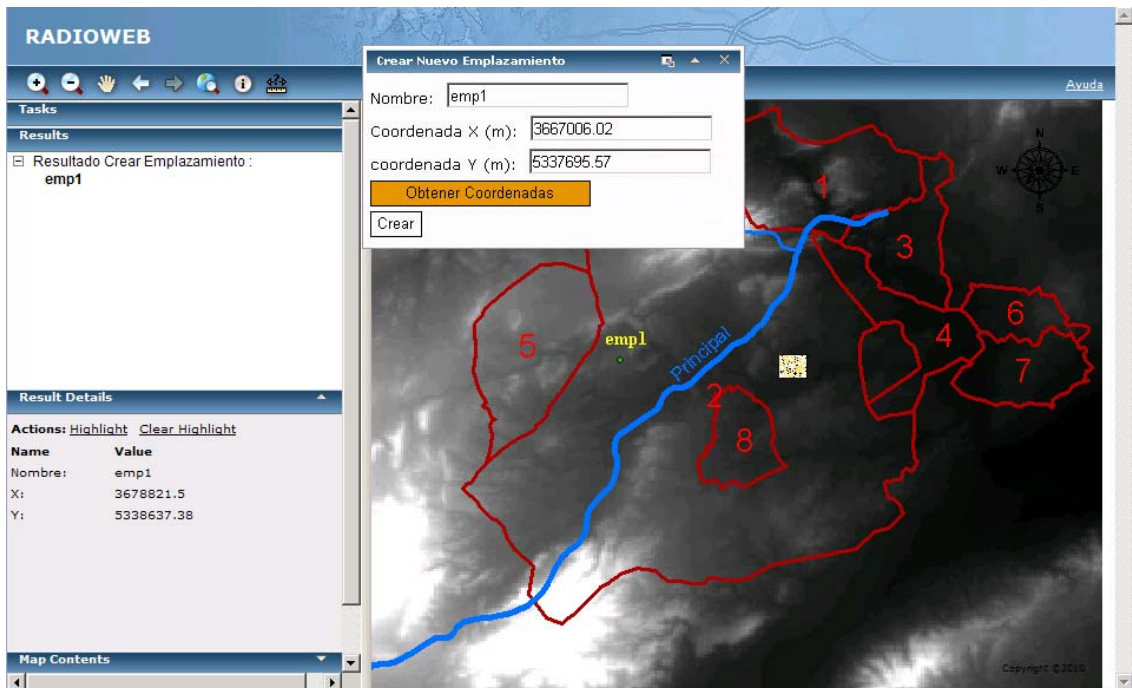 RADIOWEB
Crear Nuevo Emplazamiento
Nombre: emp1
Coordenada X (m): 3667006.02
coordenada Y (m): 5337695.57
Obtener Coordenadas
Crear
Ayuda
Tasks
Results
Resultado Crear Emplazamiento :
emp1
Result Details
Actions: Highlight Clear Highlight
Name Value
Nombre: emp1
X: 3678821.5
Y: 5338637.38
Map Contents
N
W E
S
1
3
6
4
7
5
emp1
Principal
2
8
Copyright ©2010